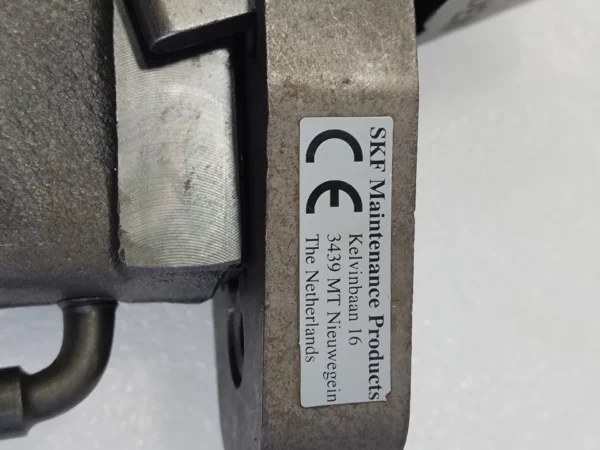 SKF Maintenance Products
CE
Kelvinbaan 16
3439 MT Nieuwegein
The Netherlands